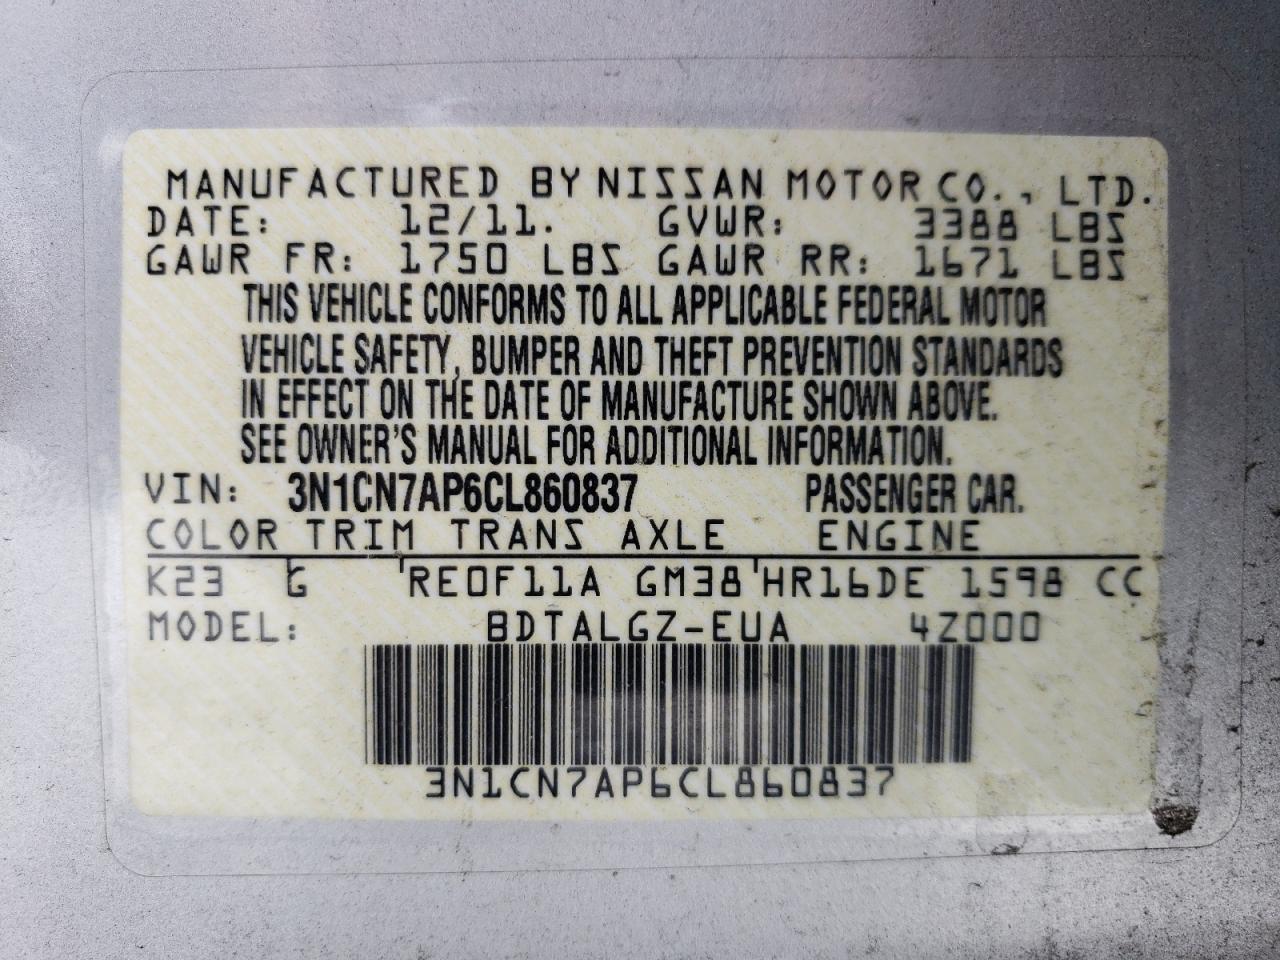 MANUFACTURED BY NISSAN MOTOR CO., LTD.
DATE: 12/11. GVWR: 3388 LBS
GAWR FR: 1750 LBS GAWR RR: 1671 LBS
THIS VEHICLE CONFORMS TO ALL APPLICABLE FEDERAL MOTOR
VEHICLE SAFETY, BUMPER AND THEFT PREVENTION STANDARDS
IN EFFECT ON THE DATE OF MANUFACTURE SHOWN ABOVE.
SEE OWNER'S MANUAL FOR ADDITIONAL INFORMATION.
VIN: 3N1CN7AP6CL860837 PASSENGER CAR.
COLOR TRIM TRANS AXLE ENGINE
K23 G 'RE0F11A GM38'HR16DE 1598 CC
MODEL: BDTALGZ-EUA 4Z000
3N1CN7AP6CL860837